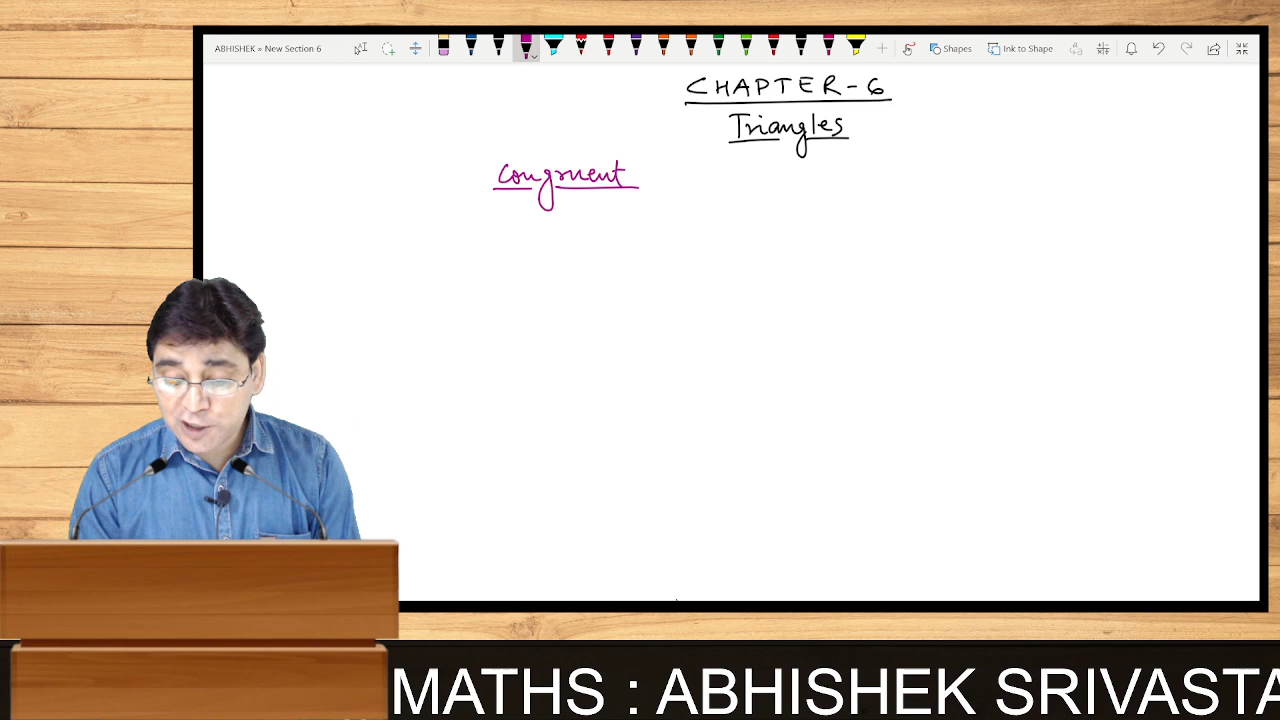 ABHISHEK » New Section 6
Shapes
Ink to Shape
CHAPTER-6
Triangles
Congruent
MATHS : ABHISHEK SRIVASTA